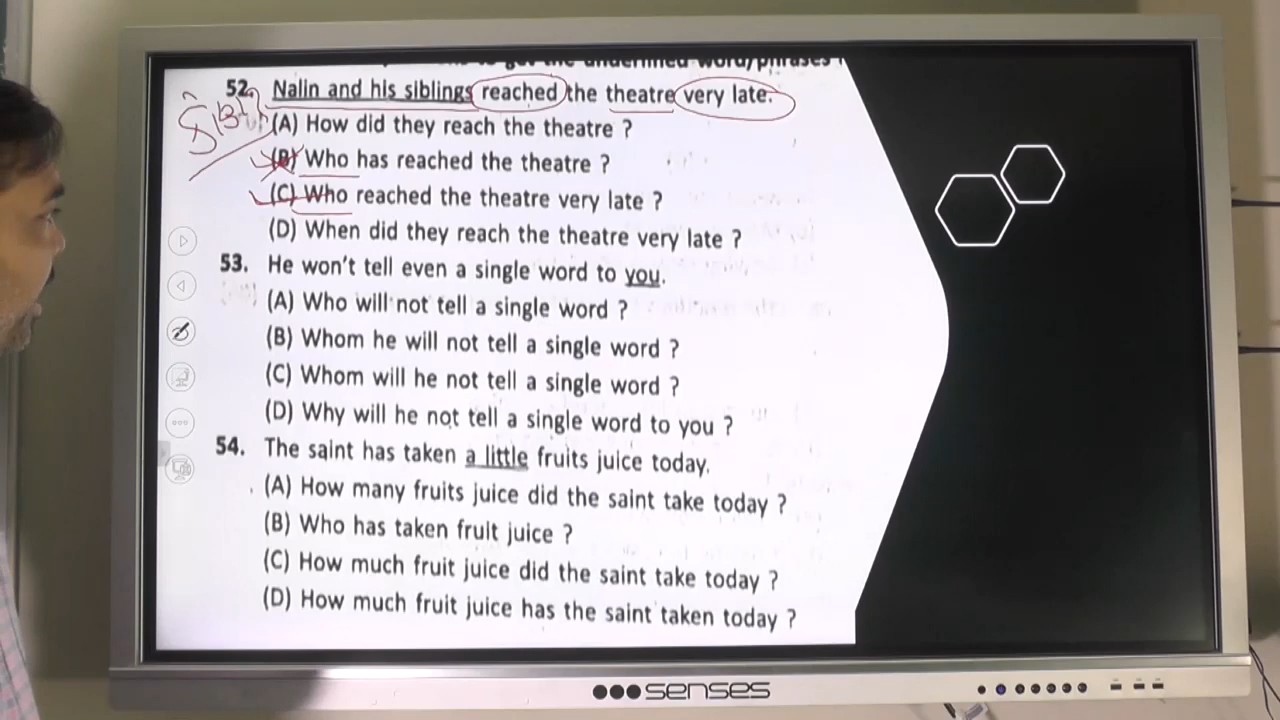 to get the underlined word/phrases
52. Nalin and his siblings reached the theatre very late.
(A) How did they reach the theatre ?
(B) Who has reached the theatre ?
(C) Who reached the theatre very late ?
(D) When did they reach the theatre very late ?
53. He won't tell even a single word to you.
(A) Who will not tell a single word ?
(B) Whom he will not tell a single word ?
(C) Whom will he not tell a single word ?
(D) Why will he not tell a single word to you ?
54. The saint has taken a little fruits juice today.
(A) How many fruits juice did the saint take today ?
(B) Who has taken fruit juice ?
(C) How much fruit juice did the saint take today ?
(D) How much fruit juice has the saint taken today ?
senses